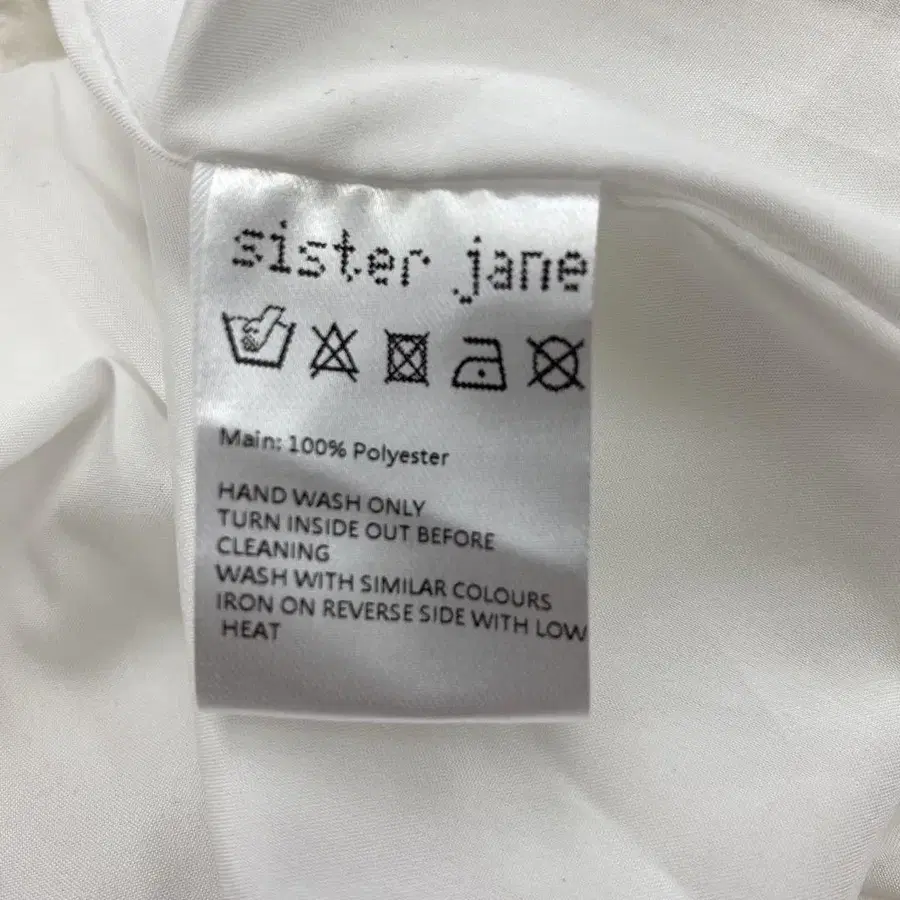 sister jane
Main: 100% Polyester
HAND WASH ONLY
TURN INSIDE OUT BEFORE
CLEANING
WASH WITH SIMILAR COLOURS
IRON ON REVERSE SIDE WITH LOW
HEAT